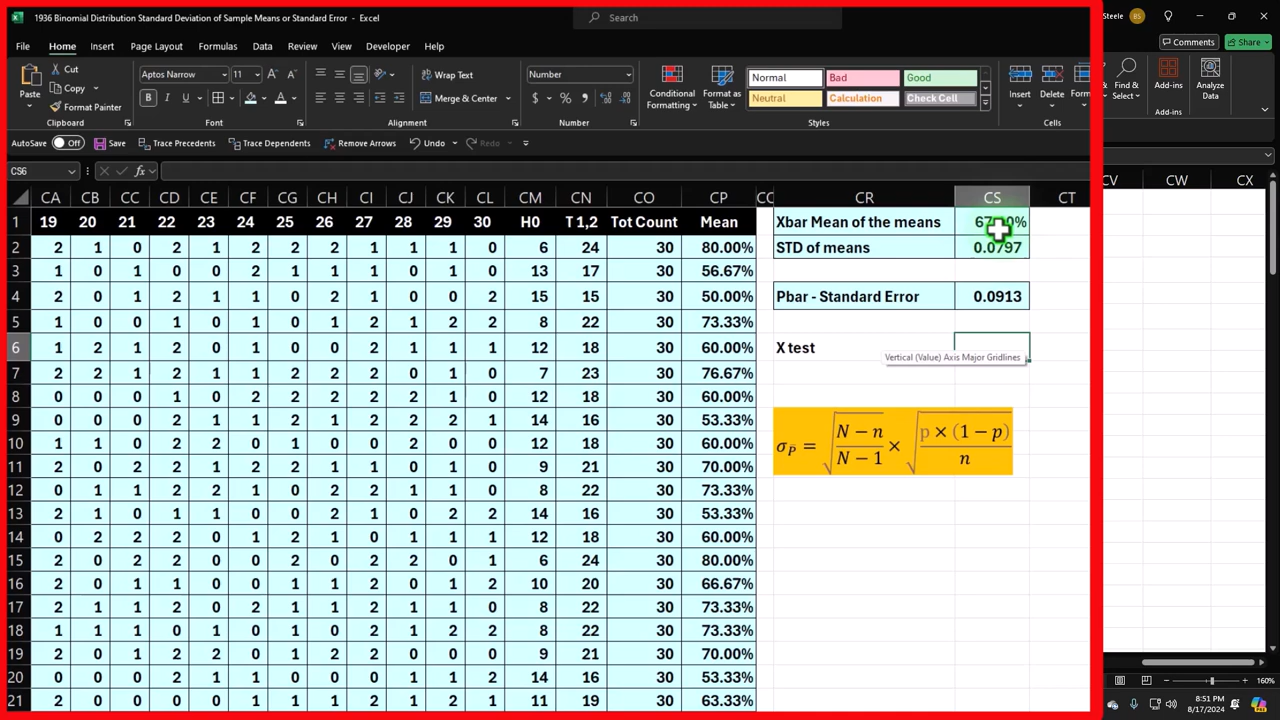 1936 Binomial Distribution Standard Deviation of Sample Means or Standard Error - Excel
Search
Steele BS
File Home Insert Page Layout Formulas Data Review View Developer Help
Comments Share
Paste Cut Copy Format Painter
Clipboard
Aptos Narrow 11
B I U
Font
Wrap Text
Merge & Center
Alignment
Number
$ % ,
Number
Conditional Formatting
Format as Table
Normal Bad Good
Neutral Calculation Check Cell
Styles
Insert Delete Form
Cells
Find & Select
Add-ins
Add-ins
Analyze Data
AutoSave Off Save Trace Precedents Trace Dependents Remove Arrows Undo Redo
CS6 fx
CA CB CC CD CE CF CG CH CI CJ CK CL CM CN CO CP CR CS CT CV CW CX
1 19 20 21 22 23 24 25 26 27 28 29 30 H0 T 1,2 Tot Count Mean Xbar Mean of the means
2 2 1 0 2 1 2 2 2 1 1 1 0 6 24 30 80.00% STD of means 0.0797
3 1 0 1 0 0 2 1 1 1 0 1 0 13 17 30 56.67%
4 2 0 1 2 1 1 0 2 1 0 0 2 15 15 30 50.00% Pbar - Standard Error 0.0913
5 1 0 0 1 0 1 0 1 2 1 2 2 8 22 30 73.33%
6 1 2 1 2 0 1 0 0 2 1 1 1 12 18 30 60.00% X test
Vertical (Value) Axis Major Gridlines
7 2 0 2 1 2 1 1 2 2 0 1 0 7 23 30 76.67%
8 0 0 0 1 0 2 2 2 2 1 0 2 12 18 30 60.00%
9 0 0 0 2 1 1 2 1 2 0 1 0 14 16 30 53.33%
10 1 1 0 2 2 0 1 0 0 2 0 2 12 18 30 60.00%
11 2 0 2 2 1 2 2 1 1 0 1 0 9 21 30 70.00%
12 0 1 1 2 2 1 0 0 2 1 1 0 8 22 30 73.33%
13 2 0 1 1 0 0 1 2 1 0 2 0 14 16 30 53.33%
14 0 2 2 2 0 1 2 1 0 1 1 0 12 18 30 60.00%
15 2 0 2 0 0 2 1 1 2 2 0 1 6 24 30 80.00%
16 2 0 1 1 0 0 1 0 1 2 1 0 10 20 30 66.67%
17 2 1 1 2 0 2 1 1 2 1 1 0 8 22 30 73.33%
18 1 1 1 0 1 0 1 0 2 1 2 2 8 22 30 73.33%
19 2 0 1 2 2 0 1 2 2 0 0 0 9 21 30 70.00%
20 0 0 0 2 1 1 0 0 0 1 1 2 14 16 30 53.33%
21 2 0 0 0 0 1 1 1 2 2 1 0 11 19 30 63.33%
σP̄ = √((N − n)/(N − 1)) × √((p × (1 − p))/n)
160%
8:51 PM
8/17/2024